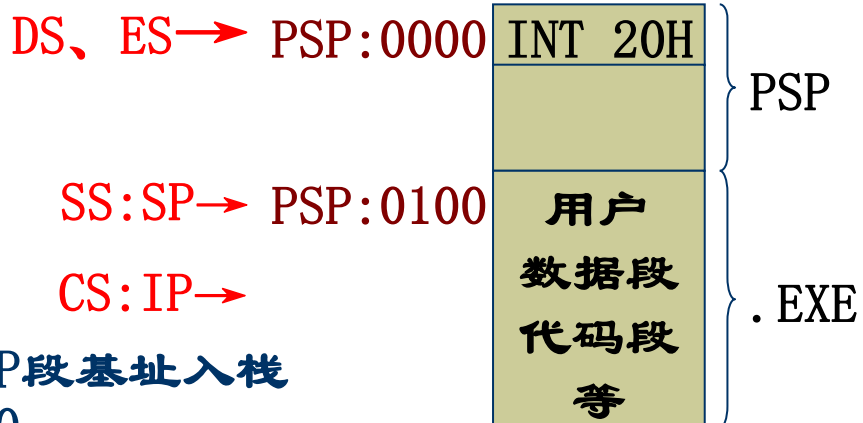 DS、ES PSP:0000 INT 20H
PSP
SS:SP PSP:0100 用户
数据段
CS:IP
.EXE
代码段
P段基址入栈
等